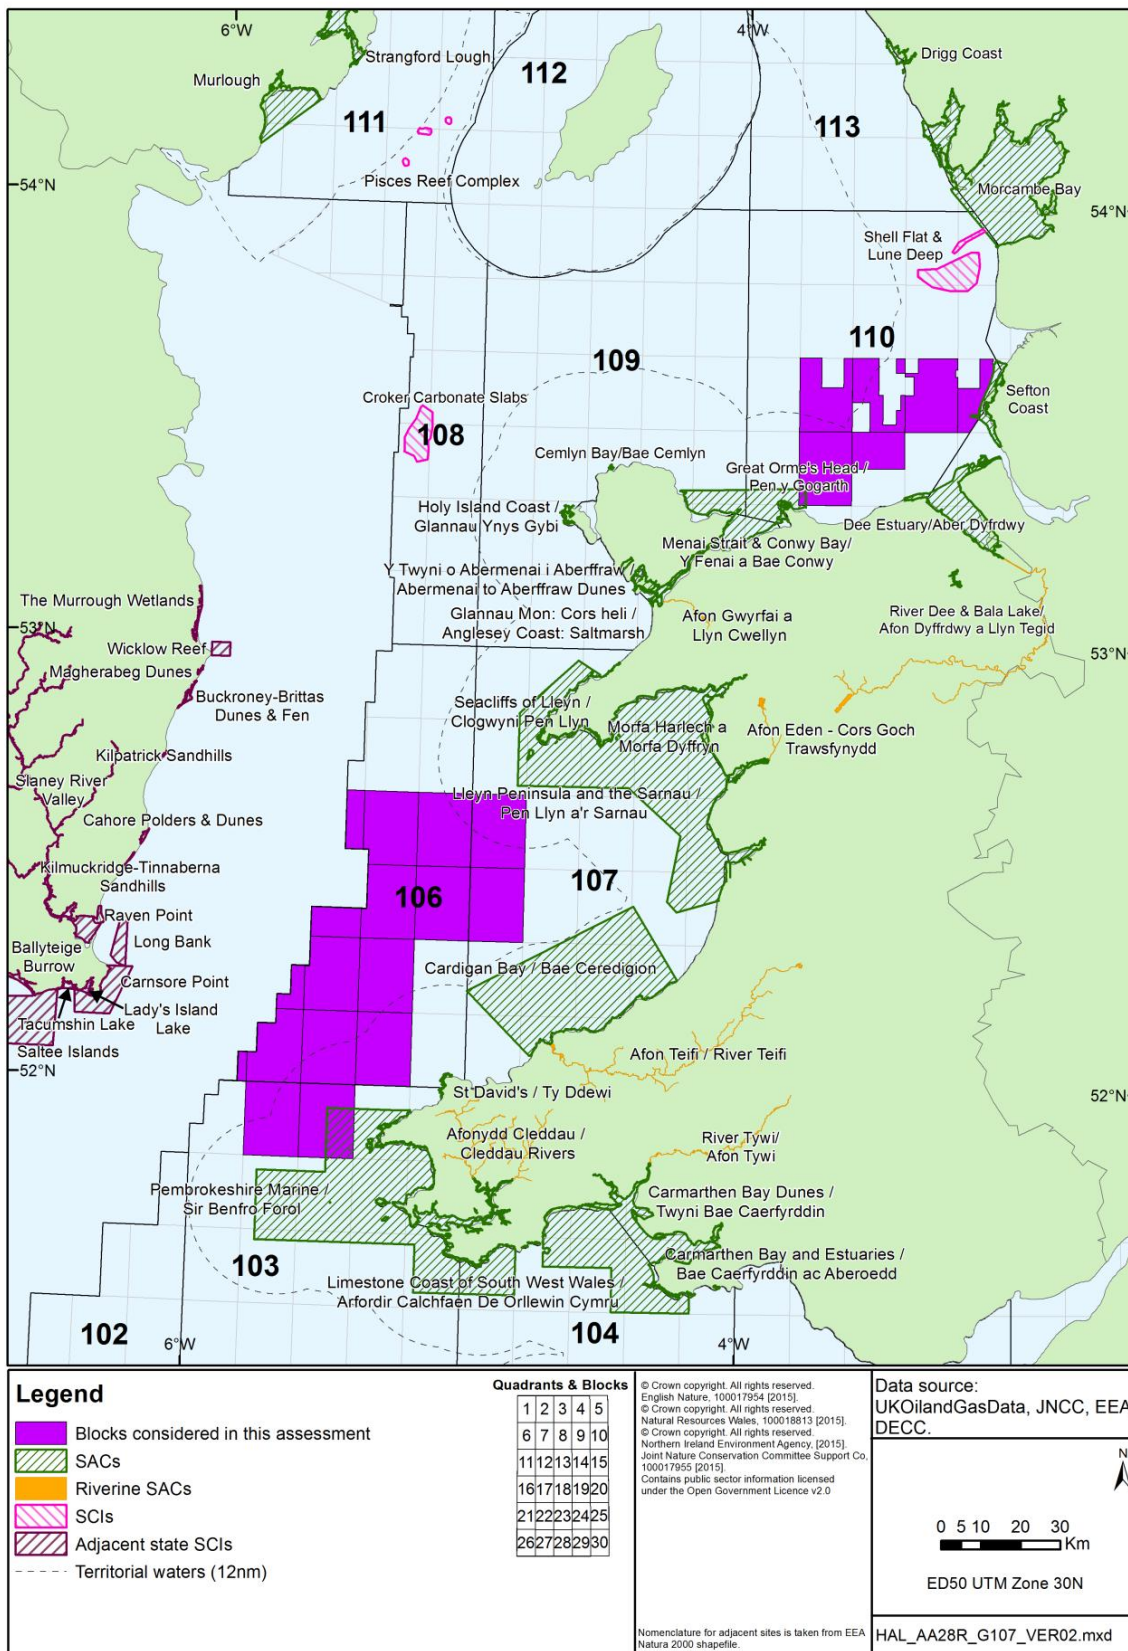 6°W
4°W
Strangford Lough
112
Drigg Coast
Murlough
111
113
Pisces Reef Complex
54°N
Morcambe Bay
54°N
Shell Flat &
Lune Deep
110
109
Croker Carbonate Slabs
108
Sefton
Coast
Cemlyn Bay/Bae Cemlyn
Great Orme's Head /
Pen y Gogarth
Holy Island Coast /
Glannau Ynys Gybi
Dee Estuary/Aber Dyfrdwy
Menai Strait & Conwy Bay/
Y Fenai a Bae Conwy
Y Twyni o Abermenai i Aberffraw /
Abermenai to Aberffraw Dunes
Glannau Mon: Cors heli /
Anglesey Coast: Saltmarsh
Afon Gwyrfai a
Llyn Cwellyn
River Dee & Bala Lake/
Afon Dyffrdwy a Llyn Tegid
The Murrough Wetlands
53°N
Wicklow Reef
53°N
Magherabeg Dunes
Buckroney-Brittas
Dunes & Fen
Seacliffs of Lleyn /
Clogwyni Pen Llyn
Morfa Harlech a
Morfa Dyffryn
Afon Eden - Cors Goch
Trawsfynydd
Kilpatrick Sandhills
Slaney River
Valley
Lleyn Peninsula and the Sarnau /
Pen Llyn a'r Sarnau
Cahore Polders & Dunes
Kilmuckridge-Tinnaberna
Sandhills
106
107
Raven Point
Long Bank
Ballyteige
Burrow
Cardigan Bay / Bae Ceredigion
Carnsore Point
Lady's Island
Lake
Tacumshin Lake
Saltee Islands
52°N
Afon Teifi / River Teifi
St David's / Ty Ddewi
52°N
Afonydd Cleddau /
Cleddau Rivers
River Tywi/
Afon Tywi
Pembrokeshire Marine /
Sir Benfro Forol
Carmarthen Bay Dunes /
Twyni Bae Caerfyrddin
103
Carmarthen Bay and Estuaries /
Bae Caerfyrddin ac Aberoedd
Limestone Coast of South West Wales /
Arfordir Calchfaen De Orllewin Cymru
102
104
6°W
4°W
Legend
Blocks considered in this assessment
SACs
Riverine SACs
SCIs
Adjacent state SCIs
Territorial waters (12nm)
Quadrants & Blocks
1 2 3 4 5
6 7 8 9 10
11 12 13 14 15
16 17 18 19 20
21 22 23 24 25
26 27 28 29 30
© Crown copyright. All rights reserved.
English Nature, 100017954 [2015].
© Crown copyright. All rights reserved.
Natural Resources Wales, 100018813 [2015].
© Crown copyright. All rights reserved.
Northern Ireland Environment Agency, [2015].
Joint Nature Conservation Committee Support Co,
100017955 [2015].
Contains public sector information licensed
under the Open Government Licence v2.0
Nomenclature for adjacent sites is taken from EEA
Natura 2000 shapefile.
Data source:
UKOilandGasData, JNCC, EEA,
DECC.
N
0 5 10 20 30
Km
ED50 UTM Zone 30N
HAL_AA28R_G107_VER02.mxd